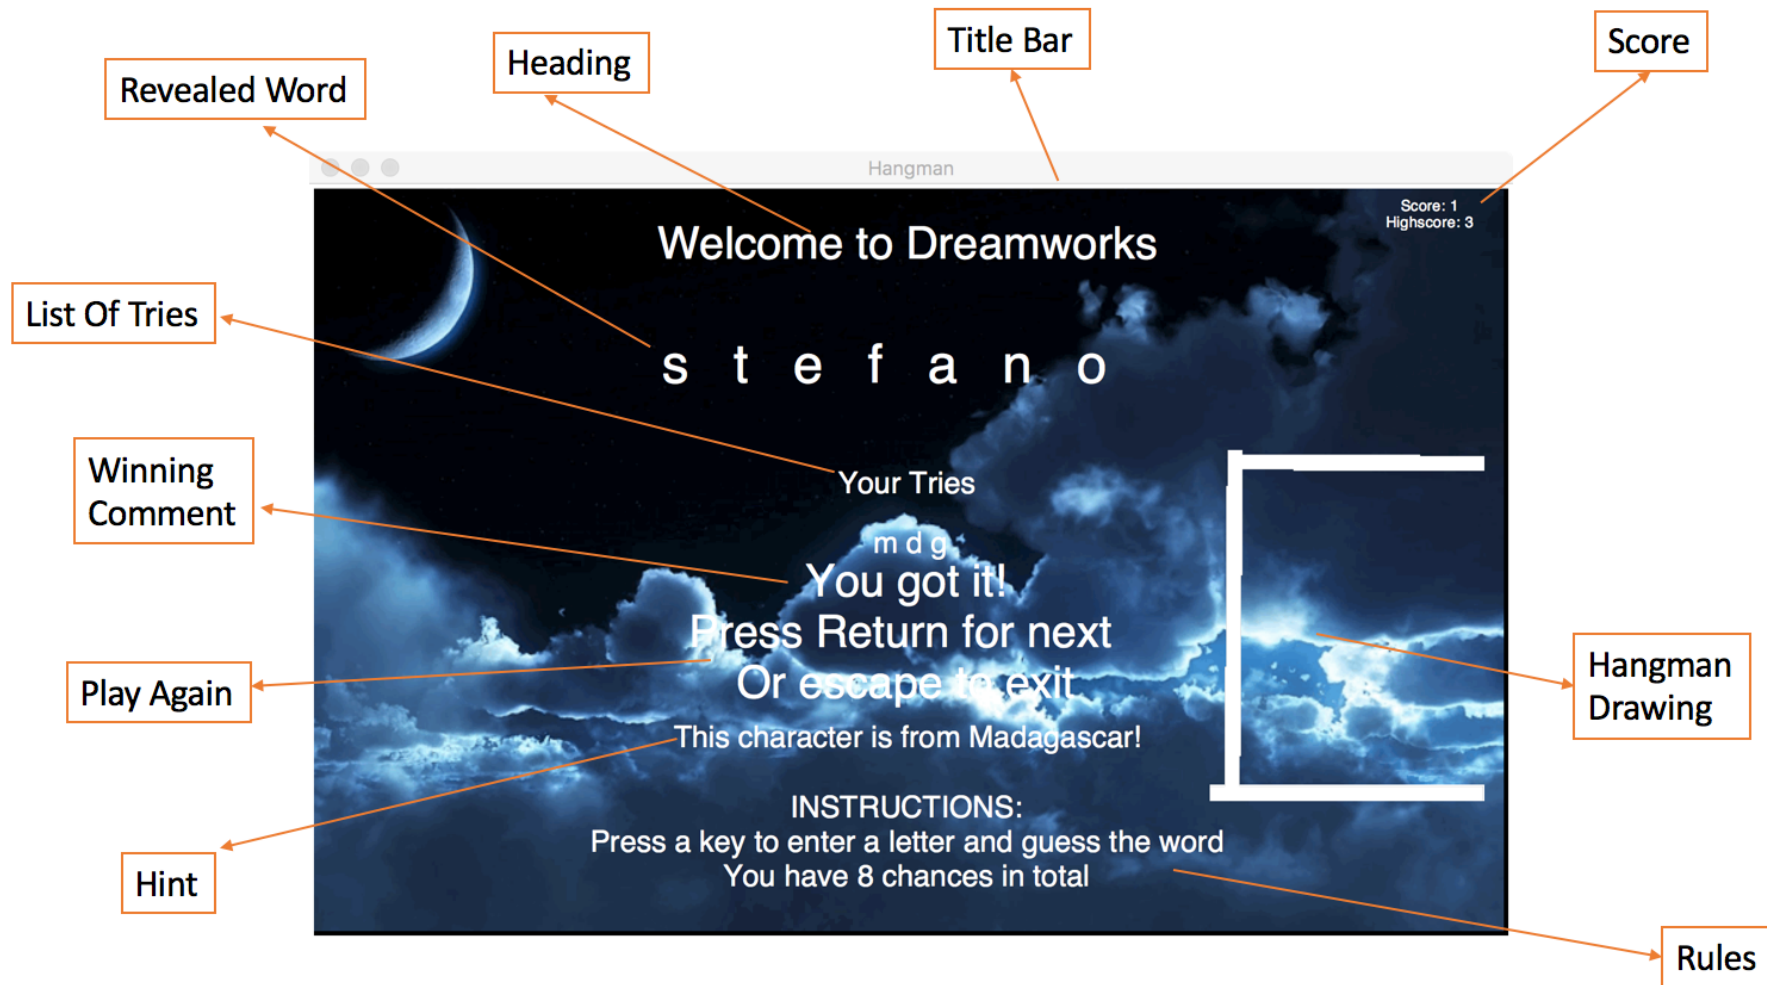 Title Bar
Score
Heading
Revealed Word
Hangman
Score: 1
Highscore: 3
Welcome to Dreamworks
List Of Tries
s t e f a n o
Winning
Comment
Your Tries
m d g
You got it!
Press Return for next
Or escape to exit
Play Again
Hangman
Drawing
This character is from Madagascar!
INSTRUCTIONS:
Press a key to enter a letter and guess the word
You have 8 chances in total
Hint
Rules